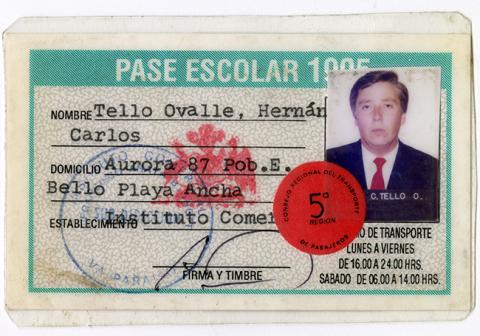 PASE ESCOLAR 1995
NOMBRE Tello Ovalle, Hernán
Carlos
DOMICILIO Aurora 87 Pob.E.
Bello Playa Ancha
ESTABLECIMIENTO Instituto Comer
FIRMA Y TIMBRE
C.TELLO O.
CONSEJO REGIONAL DEL TRANSPORTE
5ª
REGION
DE PASAJEROS
IO DE TRANSPORTE
LUNES A VIERNES
DE 16.00 A 24.00 HRS.
SABADO DE 06.00 A 14.00 HRS.